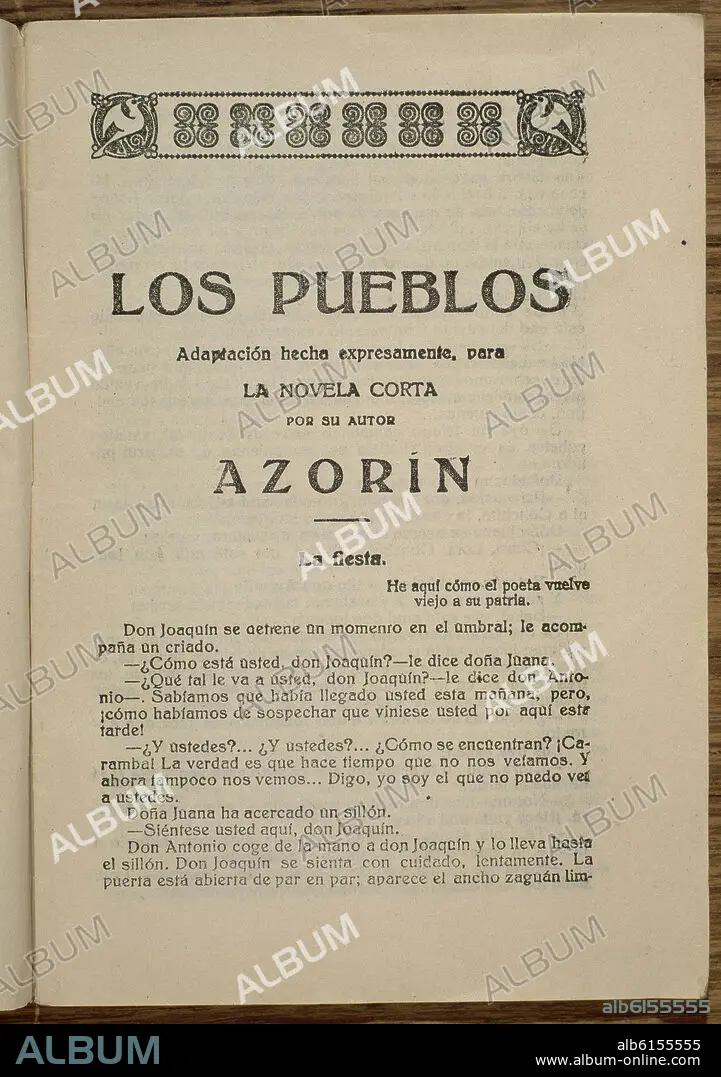 LOS PUEBLOS
Adaptación hecha expresamente, para
LA NOVELA CORTA
POR SU AUTOR
AZORÍN
La fiesta.
He aquí cómo el poeta vuelve
viejo a su patria.
Don Joaquín se detiene un momento en el umbral; le acom-
paña un criado.
—¿Cómo está usted, don Joaquín?—le dice doña Juana.
—¿Qué tal le va a usted, don Joaquín?—le dice don Anto-
nio—. Sabíamos que había llegado usted esta mañana, pero,
¡cómo habíamos de sospechar que viniese usted por aquí esta
tarde!
—¿Y ustedes?... ¿Y ustedes?... ¿Cómo se encuentran? ¡Ca-
ramba! La verdad es que hace tiempo que no nos veíamos. Y
ahora tampoco nos vemos... Digo, yo soy el que no puedo ver
a ustedes.
Doña Juana ha acercado un sillón.
—Siéntese usted aquí, don Joaquín.
Don Antonio coge de la mano a don Joaquín y lo lleva hasta
el sillón. Don Joaquín se sienta con cuidado, lentamente. La
puerta está abierta de par en par; aparece el ancho zaguán lim-
ALBUM
alb6155555
ALBUM
alb6155555
www.album-online.com